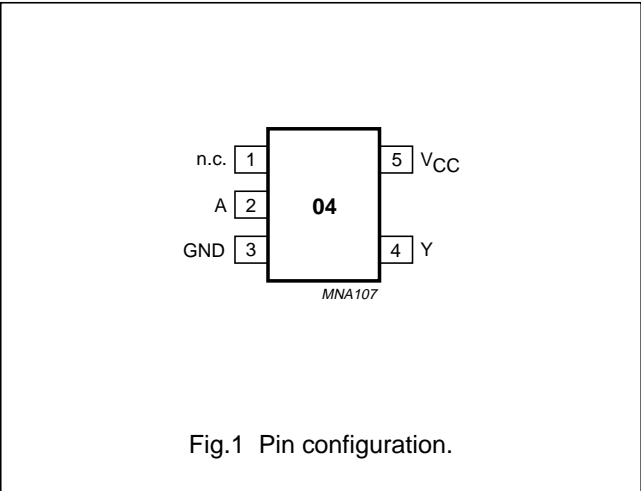 n.c. 1 5 VCC
A 2 04
GND 3 4 Y
MNA107
Fig.1 Pin configuration.